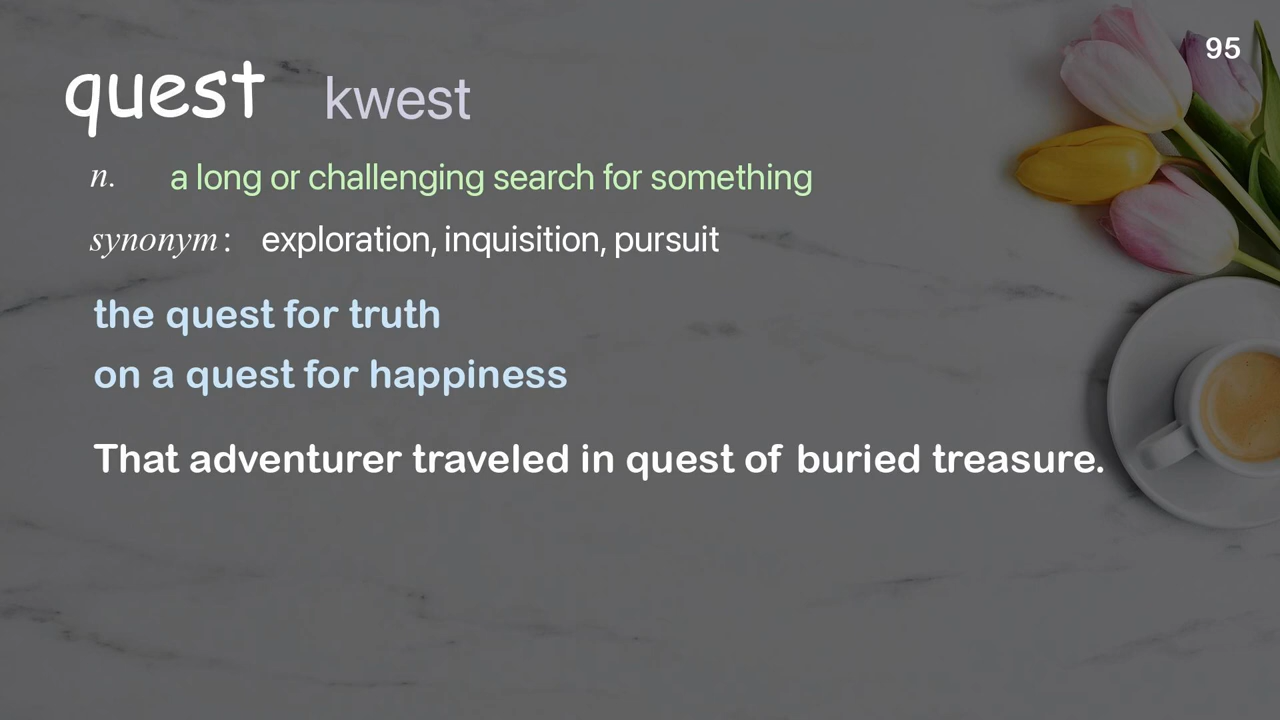 95
quest kwest
n. a long or challenging search for something
synonym: exploration, inquisition, pursuit
the quest for truth
on a quest for happiness
That adventurer traveled in quest of buried treasure.